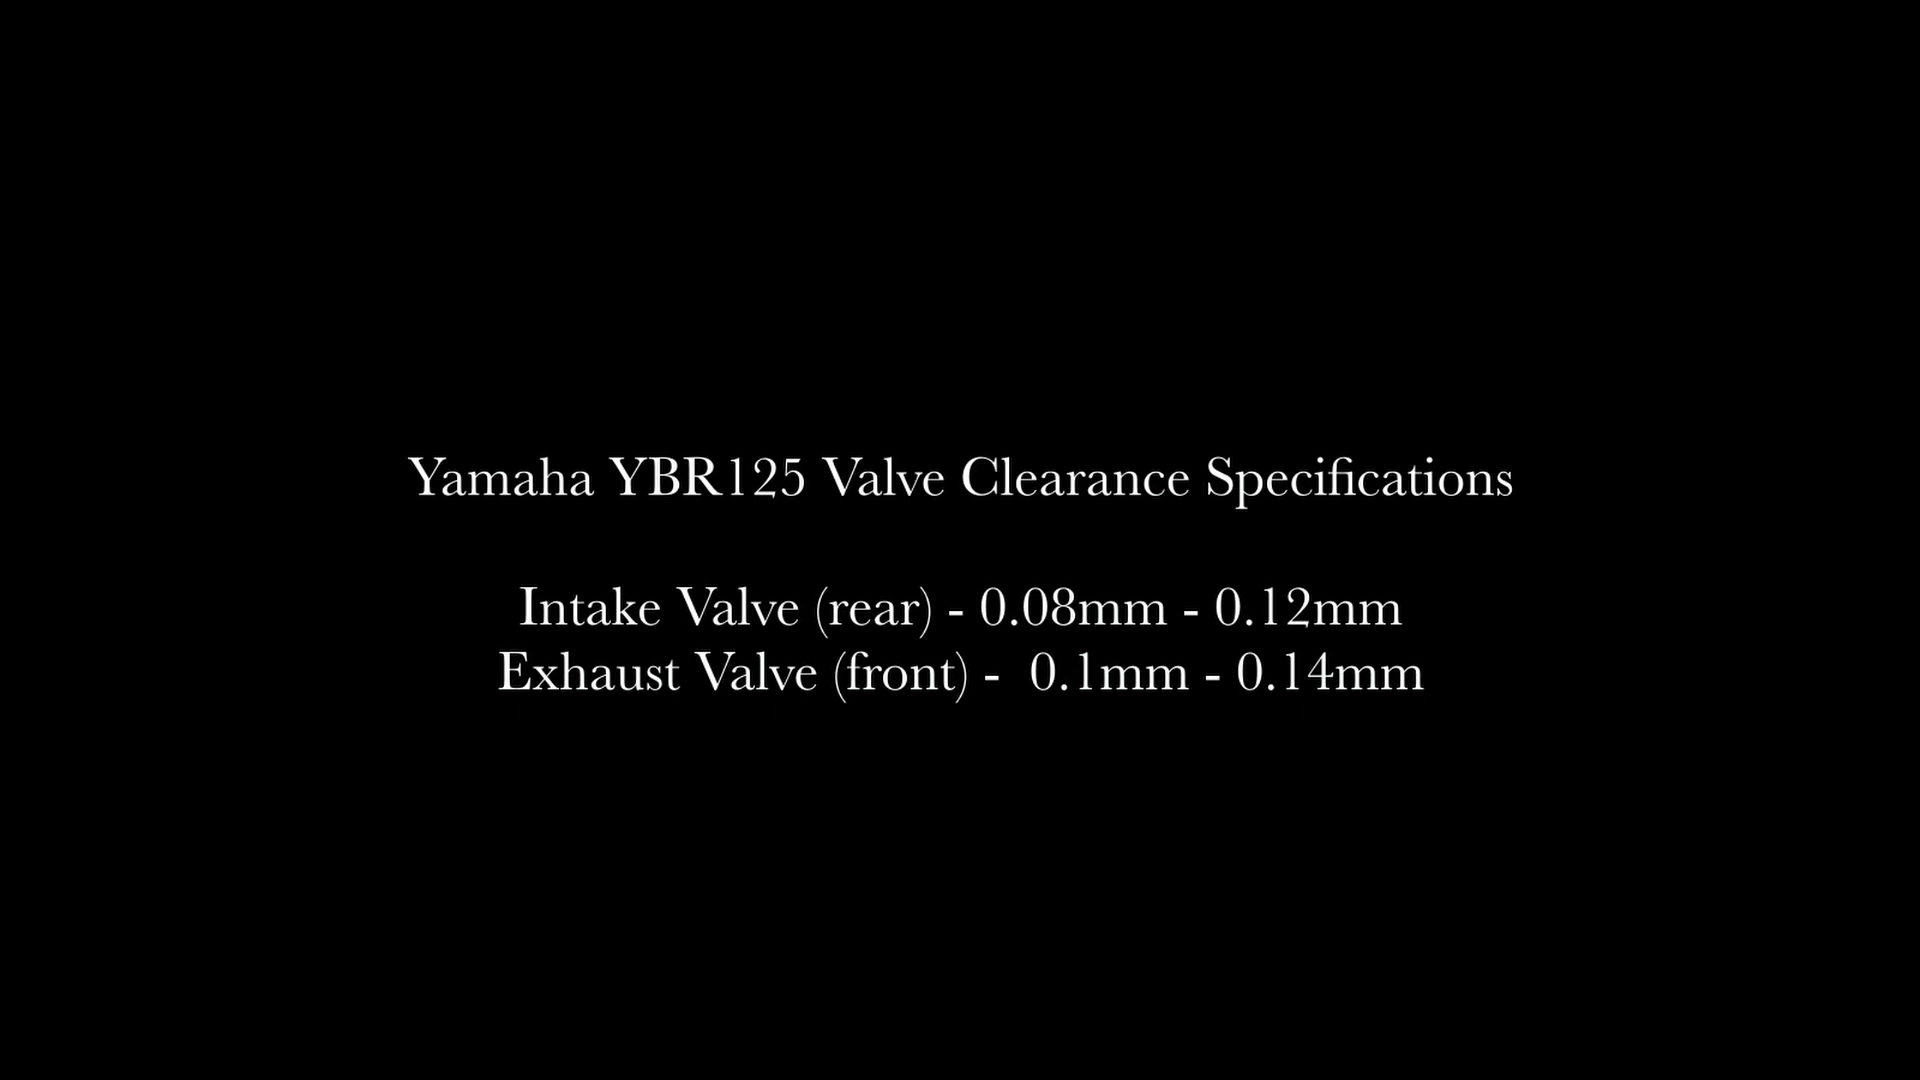 Yamaha YBR125 Valve Clearance Specifications
Intake Valve (rear) - 0.08mm - 0.12mm
Exhaust Valve (front) -  0.1mm - 0.14mm